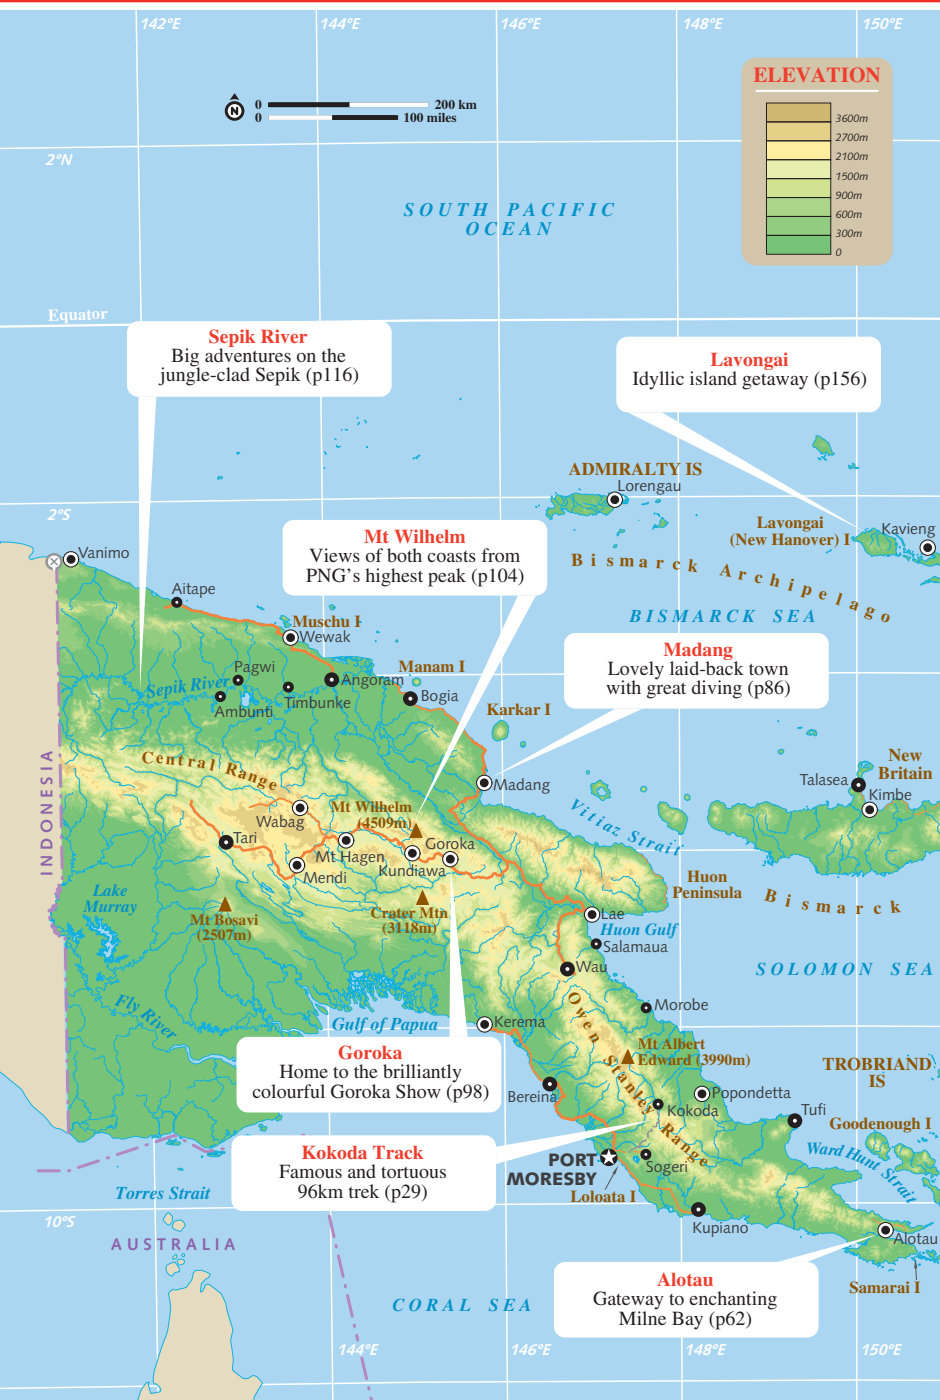 142°E
144°E
146°E
148°E
150°E
ELEVATION
3600m
2700m
2100m
1500m
900m
600m
300m
0
0
200 km
0
100 miles
2°N
SOUTH PACIFIC
OCEAN
Equator
Sepik River
Big adventures on the
jungle-clad Sepik (p116)
Lavongai
Idyllic island getaway (p156)
ADMIRALTY IS
Lorengau
2°S
Lavongai
(New Hanover) I
Kavieng
Mt Wilhelm
Views of both coasts from
PNG's highest peak (p104)
Vanimo
Bismarck Archipelago
Aitape
BISMARCK SEA
Muschu I
Wewak
Madang
Lovely laid-back town
with great diving (p86)
Pagwi
Manam I
Sepik River
Angoram
Bogia
Timbunke
Ambunti
Karkar I
Central Range
New
Britain
INDONESIA
Madang
Talasea
Kimbe
Mt Wilhelm
(4509m)
Wabag
Vitiaz Strait
Tari
Goroka
Mt Hagen
Kundiawa
Mendi
Huon
Peninsula
Lake
Murray
Bismarck
Mt Bosavi
(2507m)
Crater Mtn
(3118m)
Lae
Huon Gulf
Salamaua
Wau
SOLOMON SEA
Fly River
Morobe
Gulf of Papua
Kerema
Owen Stanley Range
Mt Albert
Edward (3990m)
Goroka
Home to the brilliantly
colourful Goroka Show (p98)
TROBRIAND
IS
Bereina
Popondetta
Kokoda
Tufi
Goodenough I
Kokoda Track
Famous and tortuous
96km trek (p29)
Ward Hunt Strait
PORT
MORESBY
Sogeri
Loloata I
Torres Strait
10°S
Kupiano
AUSTRALIA
Alotau
Alotau
Gateway to enchanting
Milne Bay (p62)
Samarai I
CORAL SEA
144°E
146°E
148°E
150°E